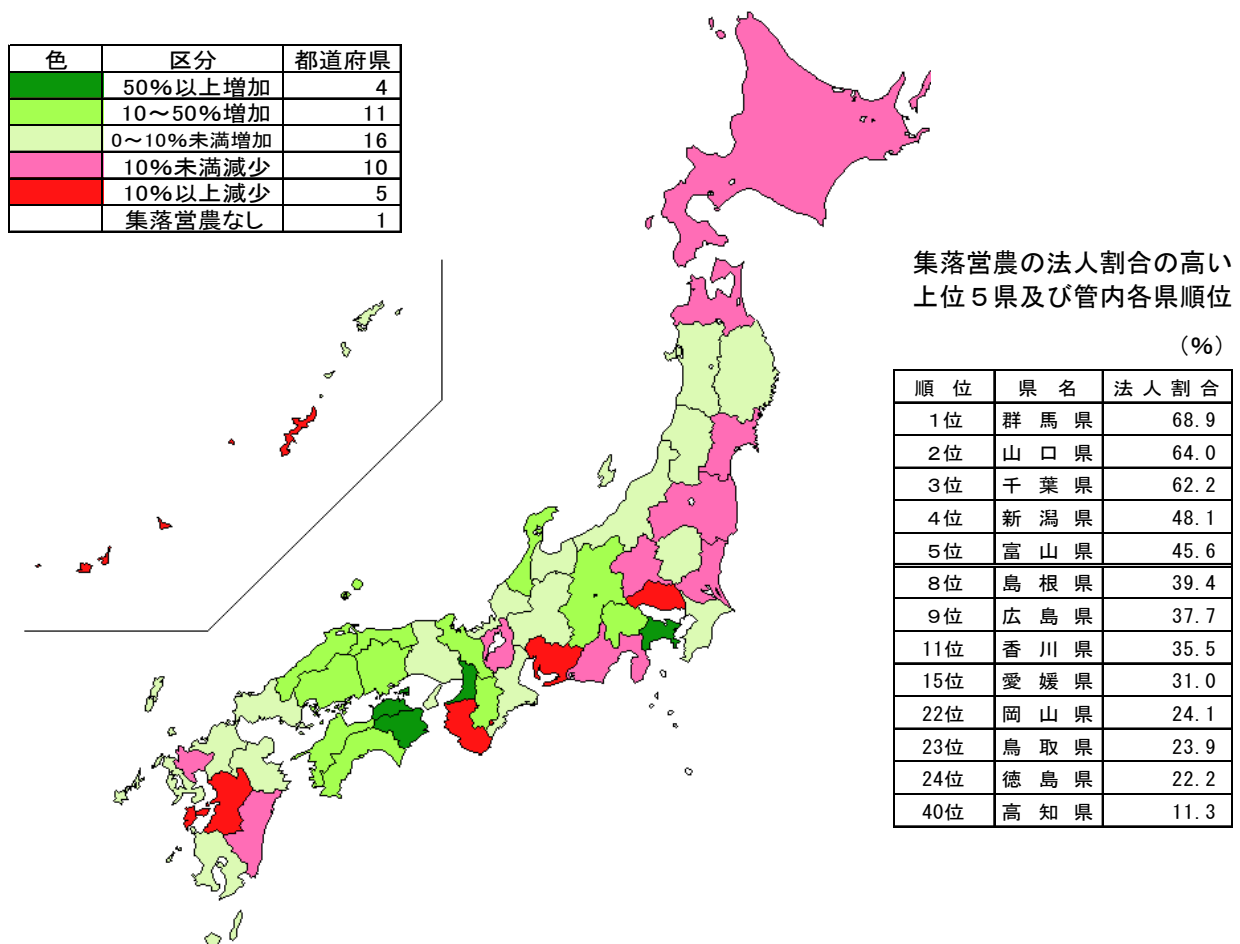 色 区分 都道府県
50%以上増加 4
10～50%増加 11
0～10%未満増加 16
10%未満減少 10
10%以上減少 5
集落営農なし 1
集落営農の法人割合の高い
上位５県及び管内各県順位
（%）
順位 県名 法人割合
1位 群馬県 68.9
2位 山口県 64.0
3位 千葉県 62.2
4位 新潟県 48.1
5位 富山県 45.6
8位 島根県 39.4
9位 広島県 37.7
11位 香川県 35.5
15位 愛媛県 31.0
22位 岡山県 24.1
23位 鳥取県 23.9
24位 徳島県 22.2
40位 高知県 11.3